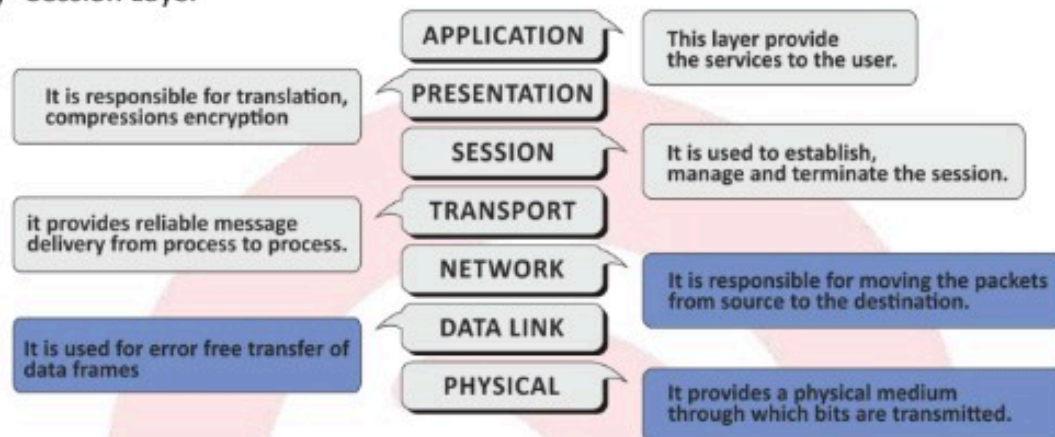 Session Layer
APPLICATION
This layer provide
the services to the user.
It is responsible for translation,
compressions encryption
PRESENTATION
SESSION
It is used to establish,
manage and terminate the session.
it provides reliable message
delivery from process to process.
TRANSPORT
NETWORK
It is responsible for moving the packets
from source to the destination.
It is used for error free transfer of
data frames
DATA LINK
PHYSICAL
It provides a physical medium
through which bits are transmitted.